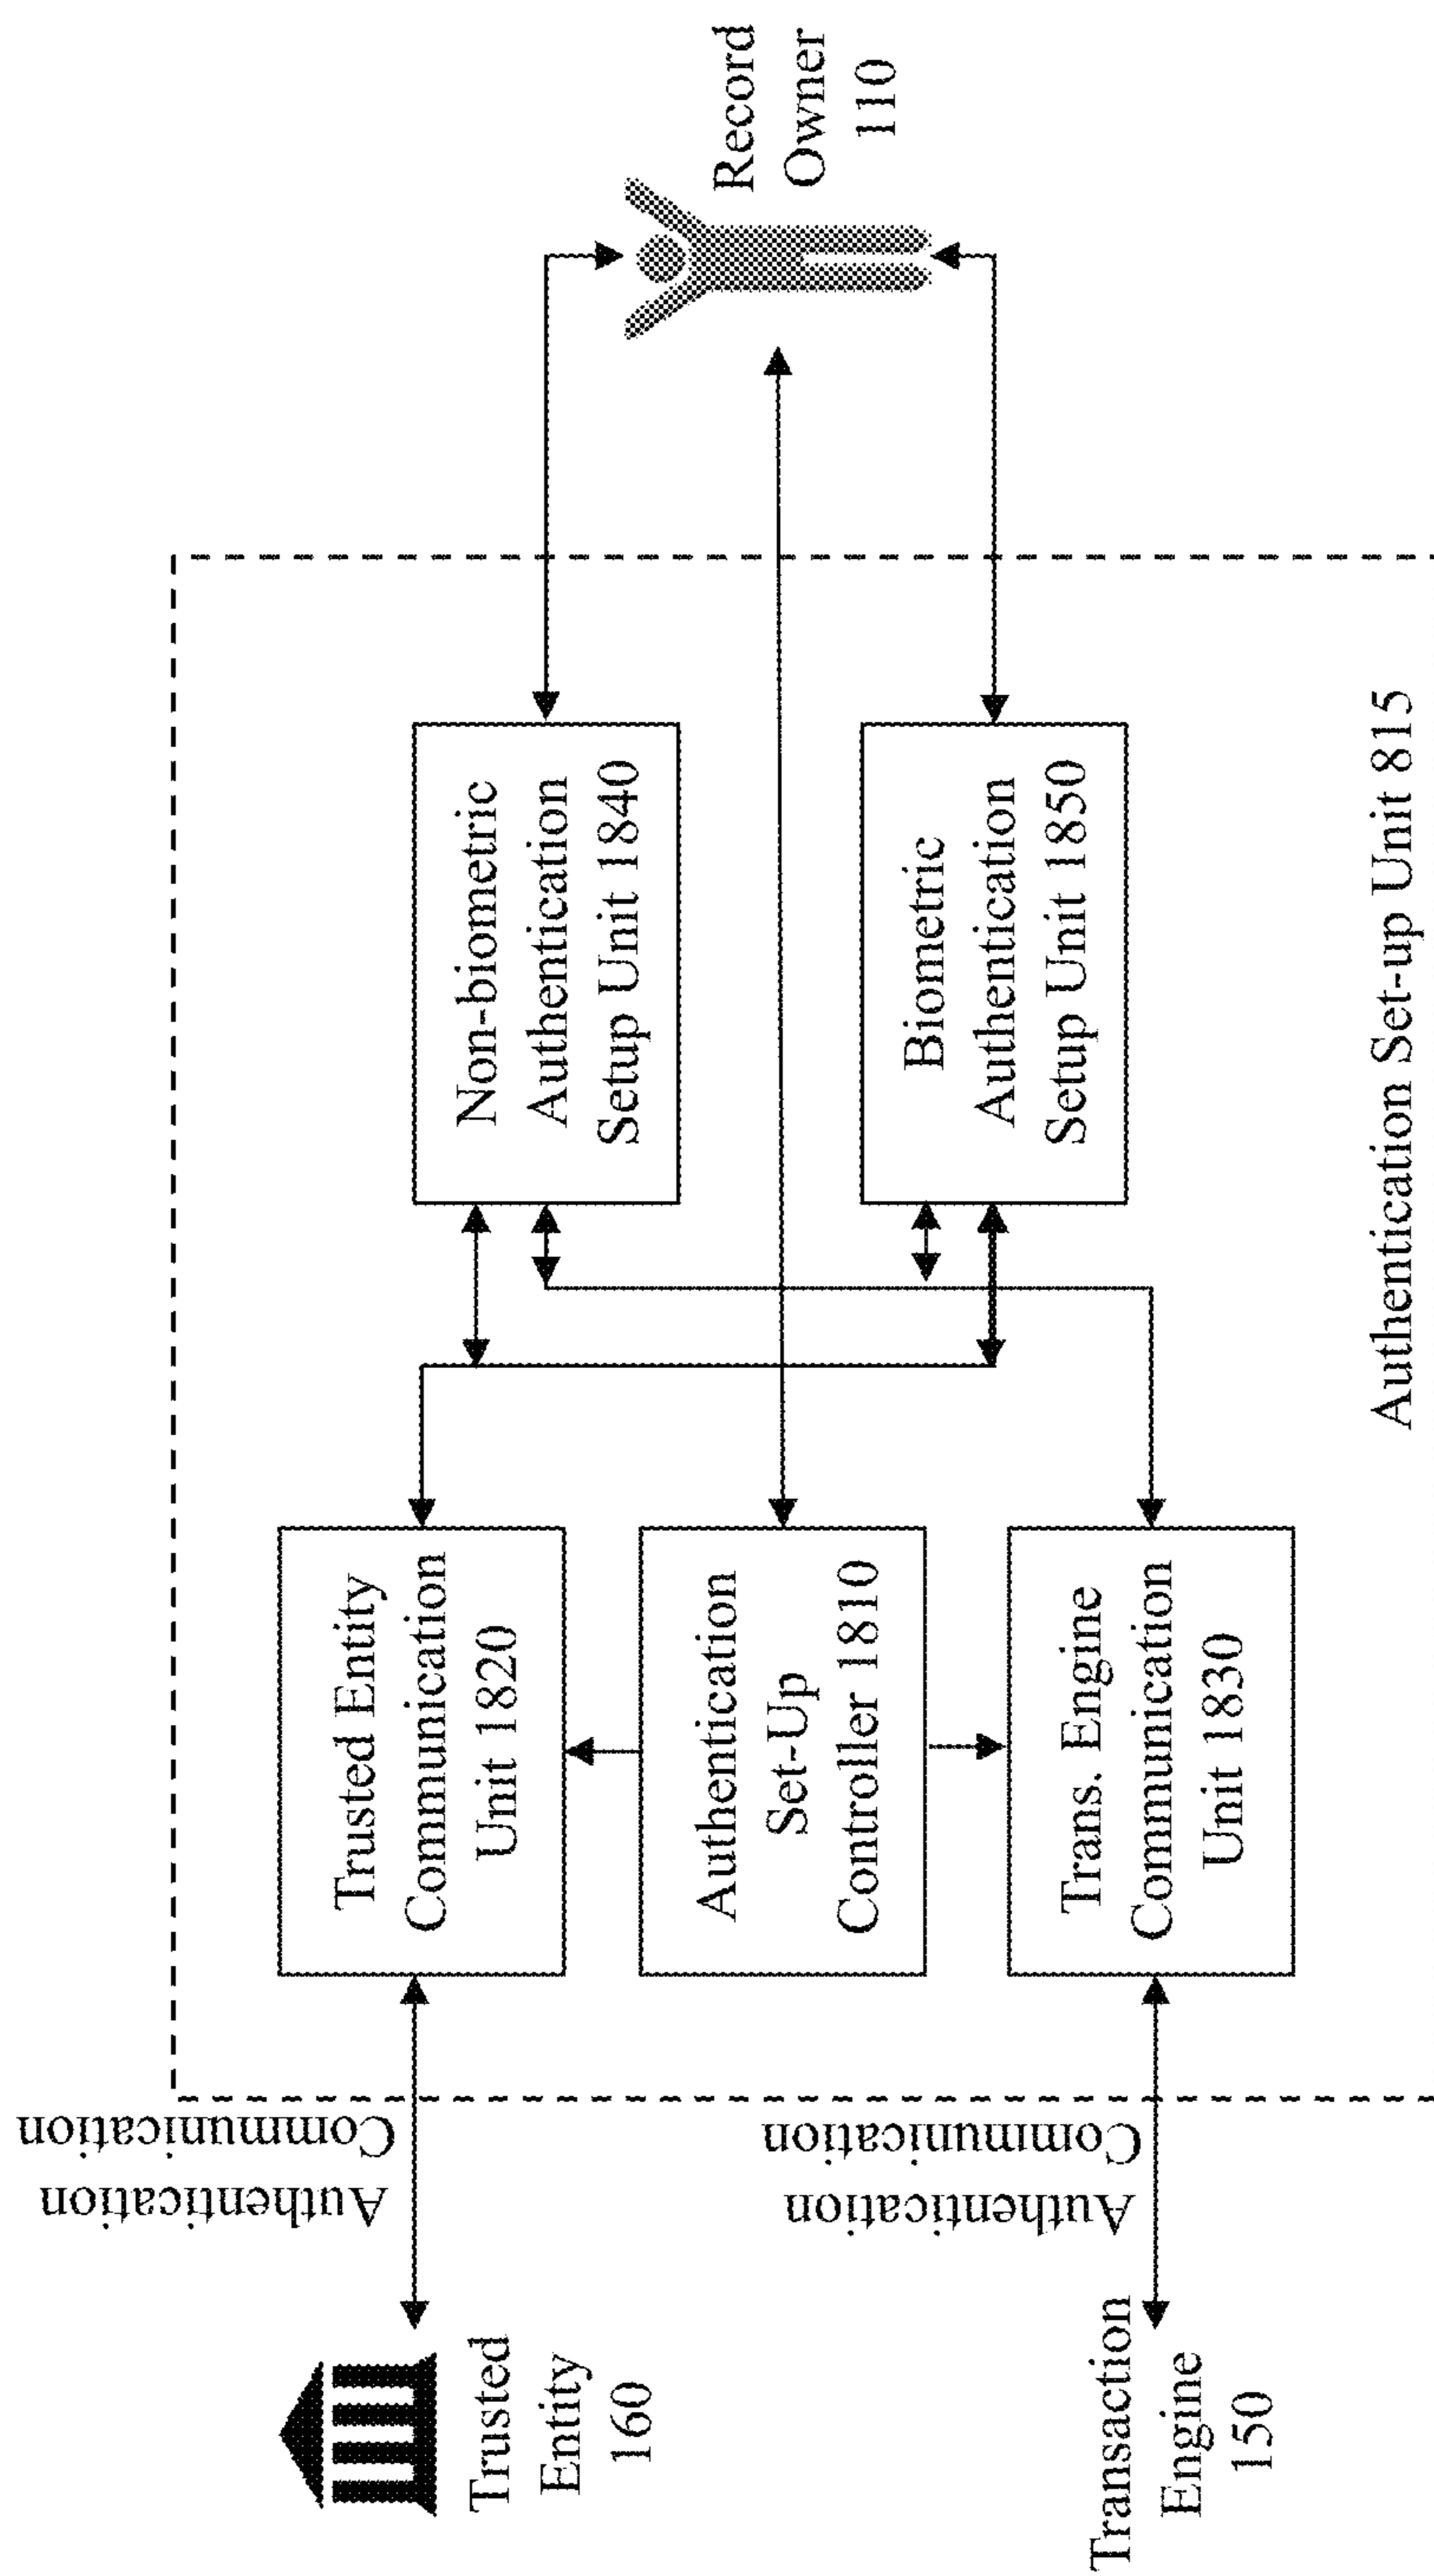 Trusted
Entity
160
Authentication
Communication
Trusted Entity
Communication
Unit 1820
Non-biometric
Authentication
Setup Unit 1840
Record
Owner
110
Authentication
Set-Up
Controller 1810
Transaction
Engine
150
Authentication
Communication
Trans. Engine
Communication
Unit 1830
Biometric
Authentication
Setup Unit 1850
Authentication Set-up Unit 815